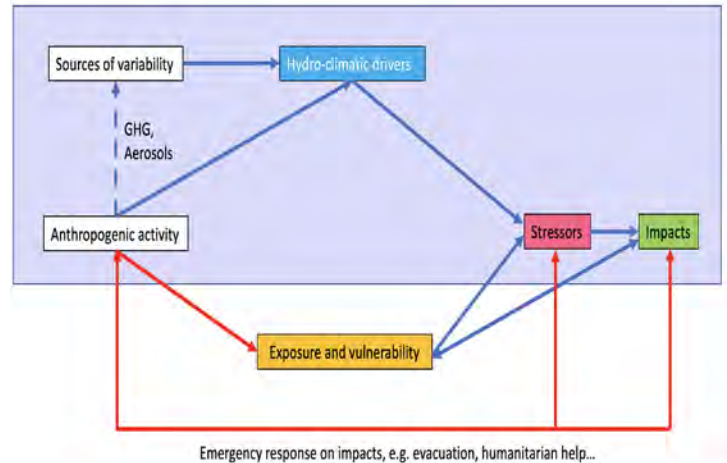 Sources of variability
Hydro-climatic drivers
GHG,
Aerosols
Anthropogenic activity
Stressors
Impacts
Exposure and vulnerability
Emergency response on impacts, e.g. evacuation, humanitarian help...